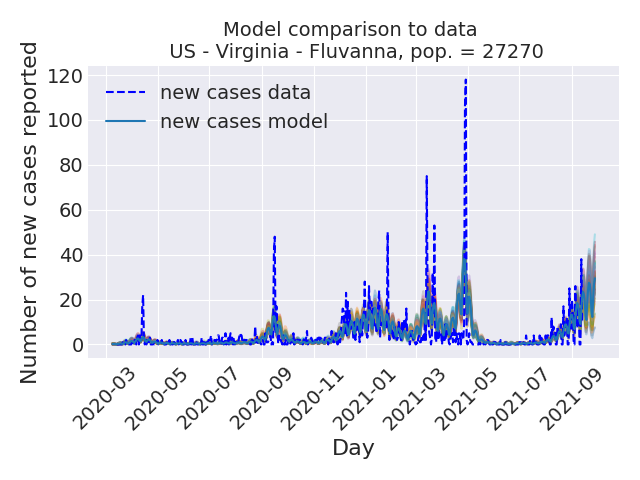 Model comparison to data
US - Virginia - Fluvanna, pop. = 27270
Number of new cases reported
120
100
80
60
40
20
0
new cases data
new cases model
2020-03
2020-05
2020-07
2020-09
2020-11
2021-01
2021-03
2021-05
2021-07
2021-09
Day